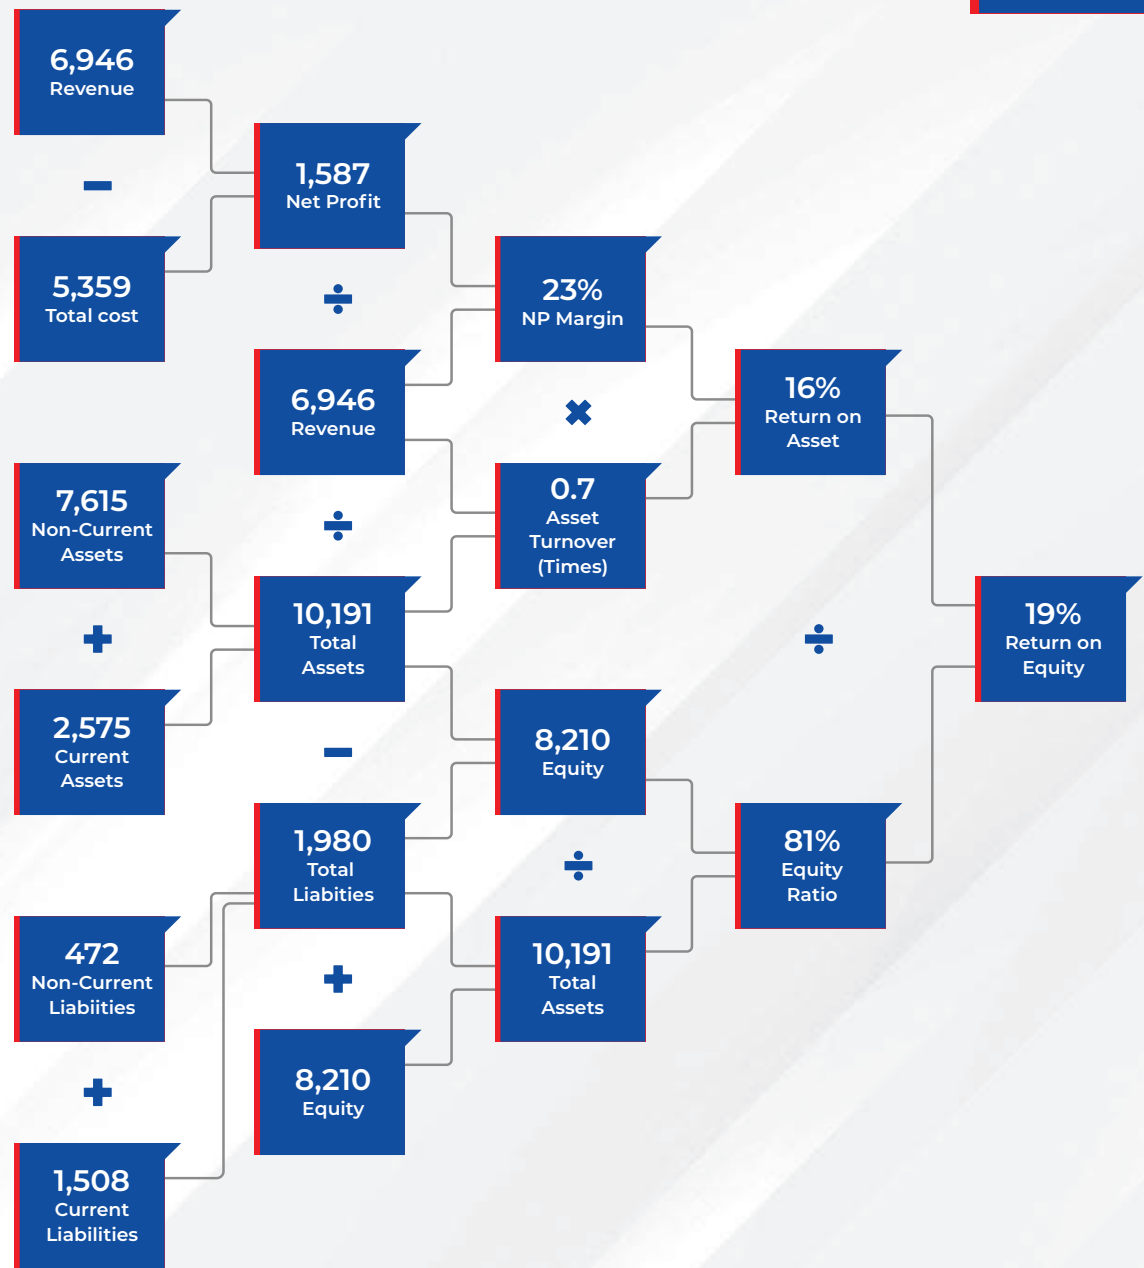 6,946
Revenue
−
5,359
Total cost
7,615
Non-Current
Assets
+
2,575
Current
Assets
472
Non-Current
Liabiities
+
1,508
Current
Liabilities
1,587
Net Profit
÷
6,946
Revenue
÷
10,191
Total
Assets
−
1,980
Total
Liabities
+
8,210
Equity
23%
NP Margin
×
0.7
Asset
Turnover
(Times)
8,210
Equity
÷
10,191
Total
Assets
16%
Return on
Asset
÷
81%
Equity
Ratio
19%
Return on
Equity